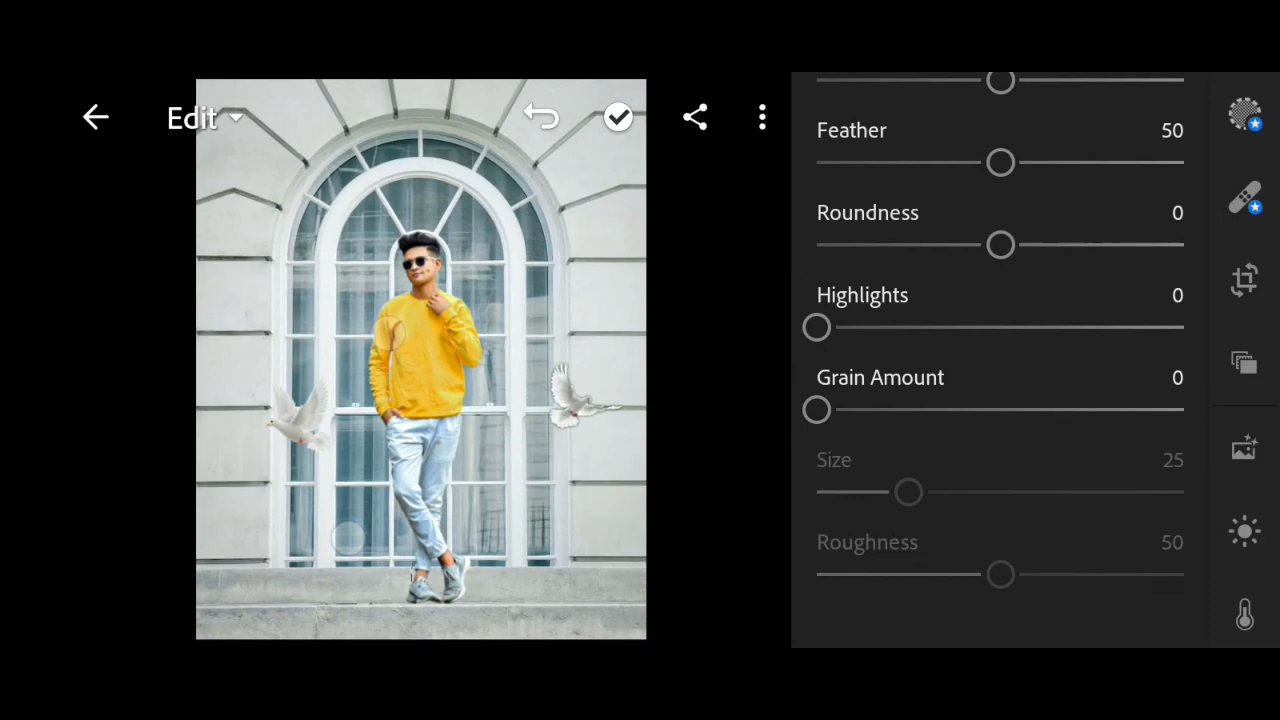 Edit
Feather 50
Roundness 0
Highlights 0
Grain Amount 0
Size 25
Roughness 50